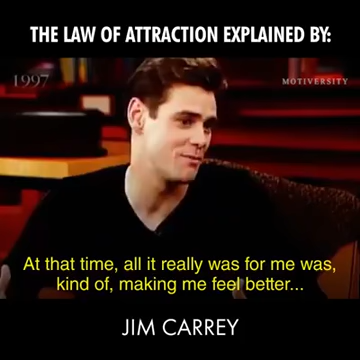 THE LAW OF ATTRACTION EXPLAINED BY:
1997
MOTIVERSITY
At that time, all it really was for me was,
kind of, making me feel better...
JIM CARREY